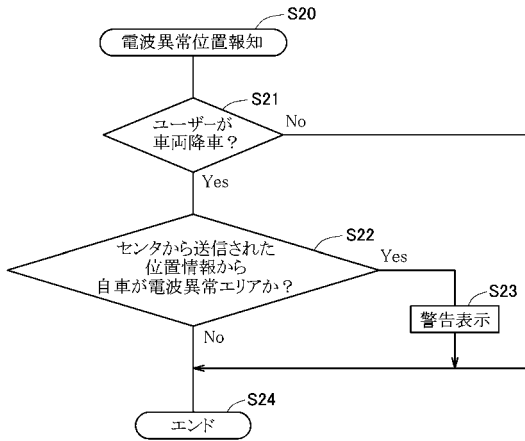 S20
電波異常位置報知
S21
ユーザーが
車両降車？
No
Yes
S22
センタから送信された
位置情報から
自車が電波異常エリアか？
Yes
S23
警告表示
No
S24
エンド